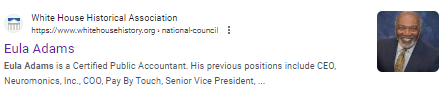 White House Historical Association
https://www.whitehousehistory.org › national-council
Eula Adams
Eula Adams is a Certified Public Accountant. His previous positions include CEO,
Neuromonics, Inc., COO, Pay By Touch, Senior Vice President, ...